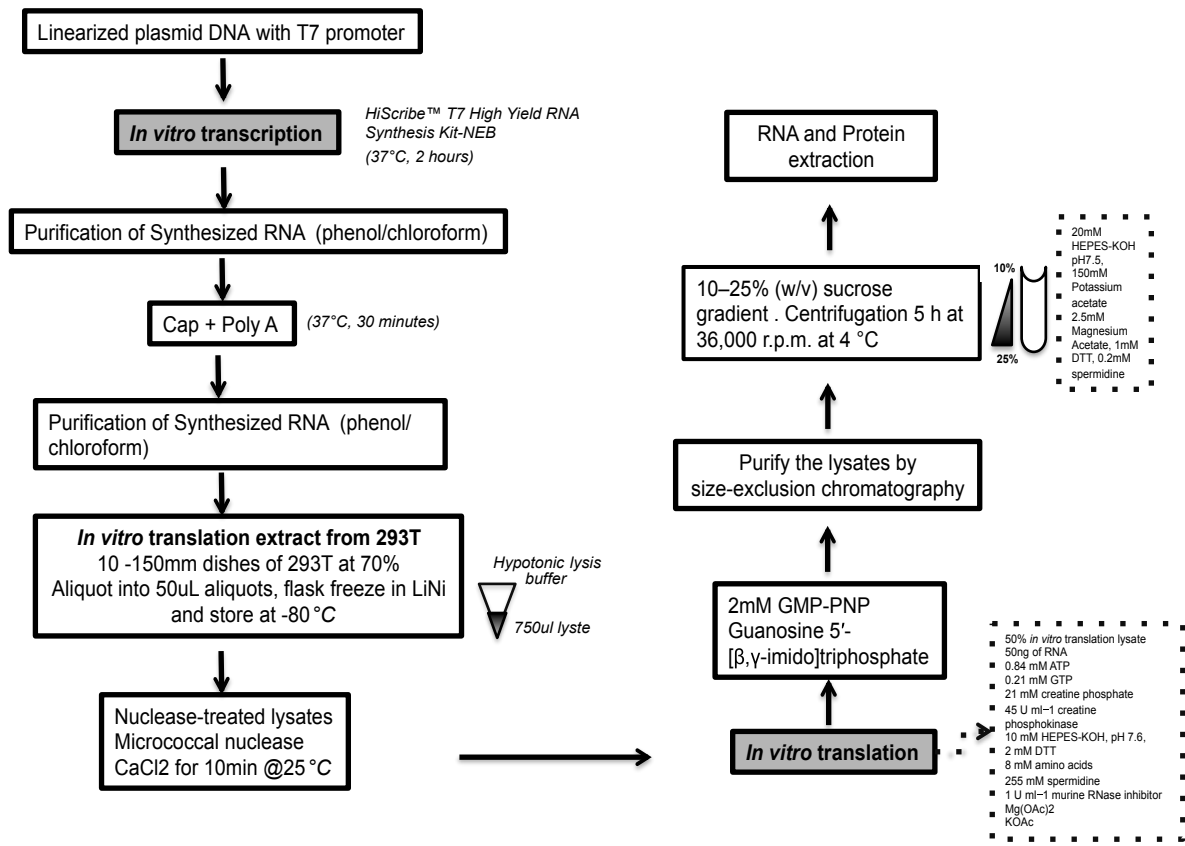 Linearized plasmid DNA with T7 promoter
In vitro transcription
HiScribe™ T7 High Yield RNA
Synthesis Kit-NEB
(37°C, 2 hours)
Purification of Synthesized RNA (phenol/chloroform)
Cap + Poly A
(37°C, 30 minutes)
Purification of Synthesized RNA (phenol/
chloroform)
In vitro translation extract from 293T
10 -150mm dishes of 293T at 70%
Aliquot into 50uL aliquots, flask freeze in LiNi
and store at -80 °C
Hypotonic lysis
buffer
750ul lyste
Nuclease-treated lysates
Micrococcal nuclease
CaCl2 for 10min @25 °C
In vitro translation
50% in vitro translation lysate
50ng of RNA
0.84 mM ATP
0.21 mM GTP
21 mM creatine phosphate
45 U ml−1 creatine
phosphokinase
10 mM HEPES-KOH, pH 7.6,
2 mM DTT
8 mM amino acids
255 mM spermidine
1 U ml−1 murine RNase inhibitor
Mg(OAc)2
KOAc
2mM GMP-PNP
Guanosine 5′-
[β,γ-imido]triphosphate
Purify the lysates by
size-exclusion chromatography
10–25% (w/v) sucrose
gradient . Centrifugation 5 h at
36,000 r.p.m. at 4 °C
10%
25%
20mM
HEPES-KOH
pH7.5,
150mM
Potassium
acetate
2.5mM
Magnesium
Acetate, 1mM
DTT, 0.2mM
spermidine
RNA and Protein
extraction